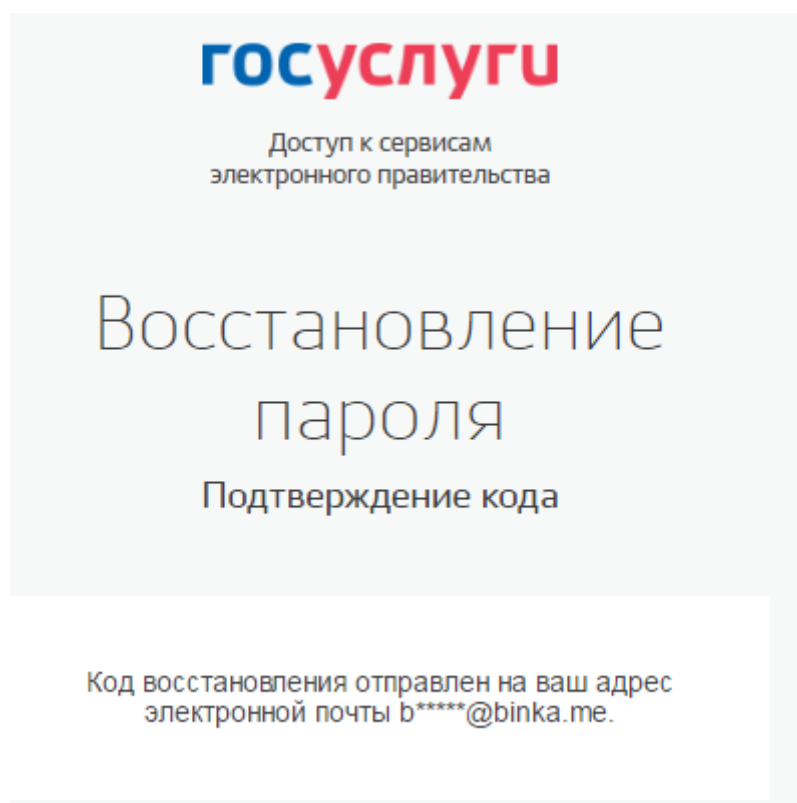 госуслуги
Доступ к сервисам
электронного правительства
Восстановление
пароля
Подтверждение кода
Код восстановления отправлен на ваш адрес
электронной почты b*****@binka.me.